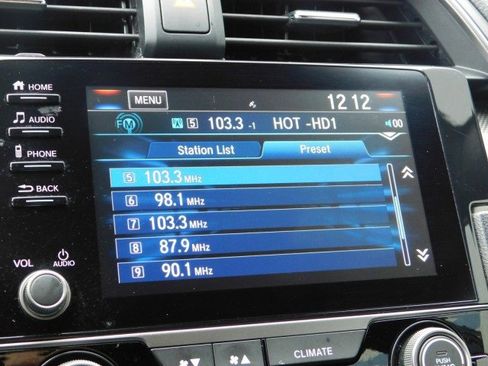 HOME
AUDIO
PHONE
BACK
VOL
AUDIO
MENU
12 12
FM 5 103.3 -1 HOT -HD1 00
Station List Preset
5 103.3 MHz
6 98.1 MHz
7 103.3 MHz
8 87.9 MHz
9 90.1 MHz
CLIMATE
PUSH